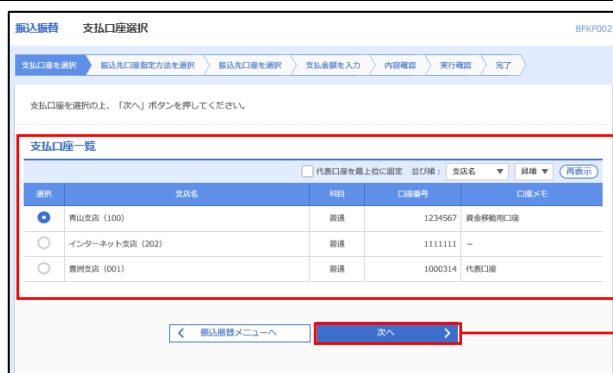 振込振替 支払口座選択 BFKF002
支払口座を選択 振込先口座指定方法を選択 振込先口座を選択 支払金額を入力 内容確認 実行確認 完了
支払口座を選択の上、「次へ」ボタンを押してください。
支払口座一覧
代表口座を最上位に固定 並び順: 支店名 ▼ 昇順 ▼ 再表示
選択 支店名 科目 口座番号 口座メモ
青山支店 (100) 普通 1234567 資金移動用口座
インターネット支店 (202) 普通 1111111 –
豊洲支店 (001) 普通 1000314 代表口座
振込振替メニューへ 次へ